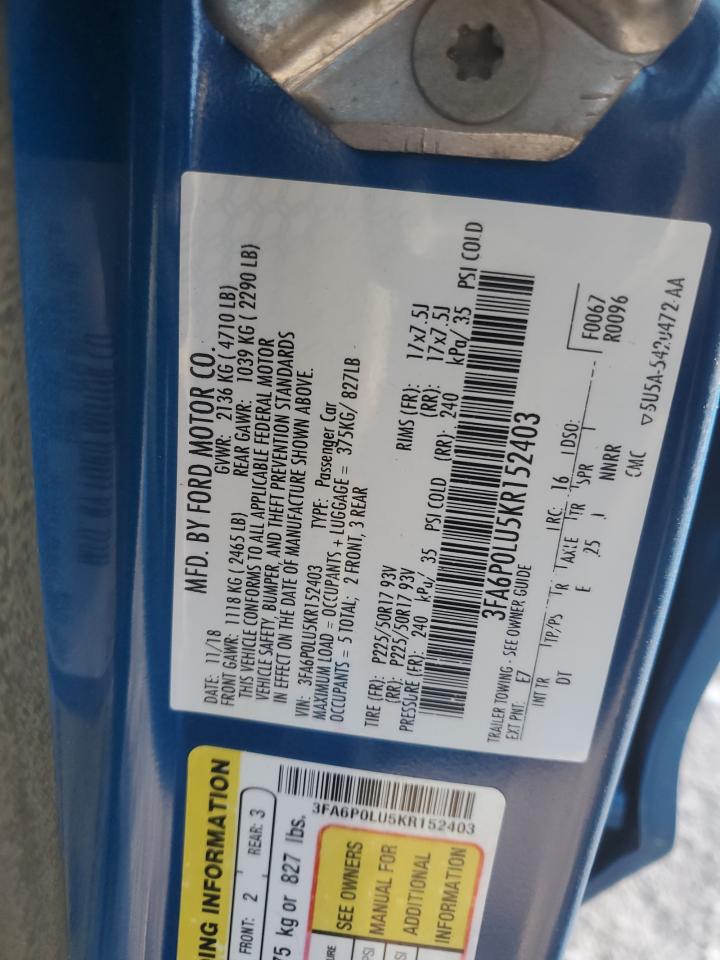 MFD. BY FORD MOTOR CO.
DATE: 11/18 GVWR: 2136 KG ( 4710 LB)
FRONT GAWR: 1118 KG ( 2465 LB) REAR GAWR: 1039 KG ( 2290 LB)
THIS VEHICLE CONFORMS TO ALL APPLICABLE FEDERAL MOTOR
VEHICLE SAFETY, BUMPER, AND THEFT PREVENTION STANDARDS
IN EFFECT ON THE DATE OF MANUFACTURE SHOWN ABOVE.
VIN: 3FA6P0LU5KR152403 TYPE: Passenger Car
MAXIMUM LOAD = OCCUPANTS + LUGGAGE = 375KG/ 827LB
OCCUPANTS = 5 TOTAL; 2 FRONT, 3 REAR
TIRE (FR): P225/50R17 93V RIMS (FR): 17x7.5J
(RR): P225/50R17 93V (RR): 17x7.5J
PRESSURE (FR): 240 kPa/ 35 PSI COLD (RR): 240 kPa/ 35 PSI COLD
3FA6P0LU5KR152403
TRAILER TOWING - SEE OWNER GUIDE
EXT PNT: E7 RC: 16 DSO: F0067
R0096
INT TR TP/PS R AXLE TR SPR
DT E 25 J NNRR
CMC ▽5U5A-5420472-AA
DING INFORMATION
FRONT: 2 REAR: 3
75 kg or 827 lbs.
3FA6P0LU5KR152403
SEE OWNERS
MANUAL FOR
ADDITIONAL
INFORMATION